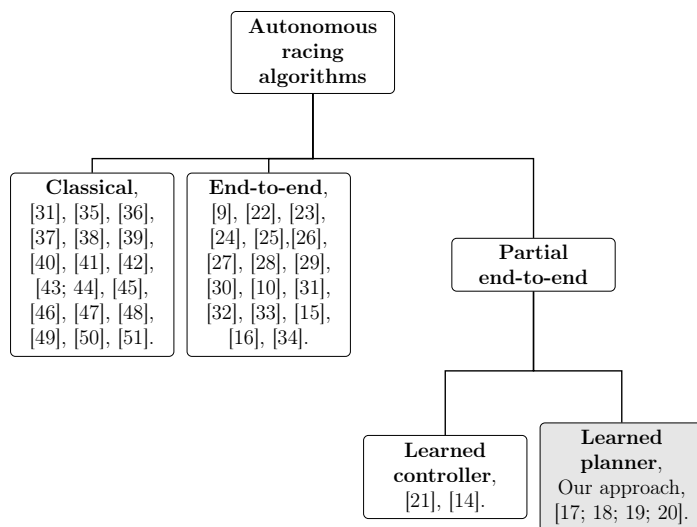 Autonomous
racing
algorithms
Classical,
[31], [35], [36],
[37], [38], [39],
[40], [41], [42],
[43; 44], [45],
[46], [47], [48],
[49], [50], [51].
End-to-end,
[9], [22], [23],
[24], [25],[26],
[27], [28], [29],
[30], [10], [31],
[32], [33], [15],
[16], [34].
Partial
end-to-end
Learned
controller,
[21], [14].
Learned
planner,
Our approach,
[17; 18; 19; 20].